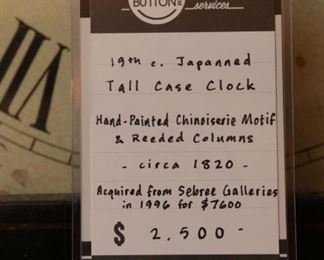 BUTTON
services
19th c. Japanned
Tall Case Clock
Hand-Painted Chinoiserie Motif
& Reeded Columns
- circa 1820 -
Acquired from Sebree Galleries
in 1996 for $7600
$ 2,500-